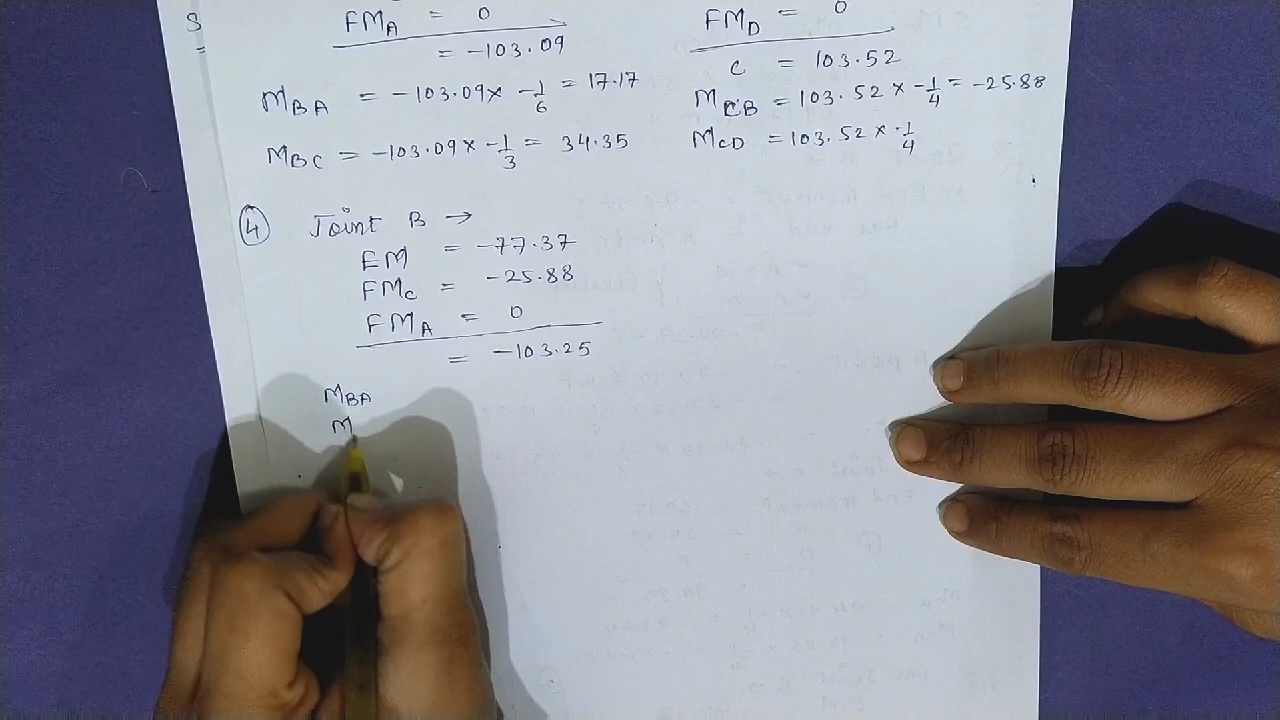 S
FMA = 0
= -103.09
MBA = -103.09 x -1/6 = 17.17
MBC = -103.09 x -1/3 = 34.35
FMD = 0
C = 103.52
MCB = 103.52 x -1/4 = -25.88
MCD = 103.52 x -1/4
④ Joint B →
EM = -77.37
FMC = -25.88
FMA = 0
= -103.25
MBA
M